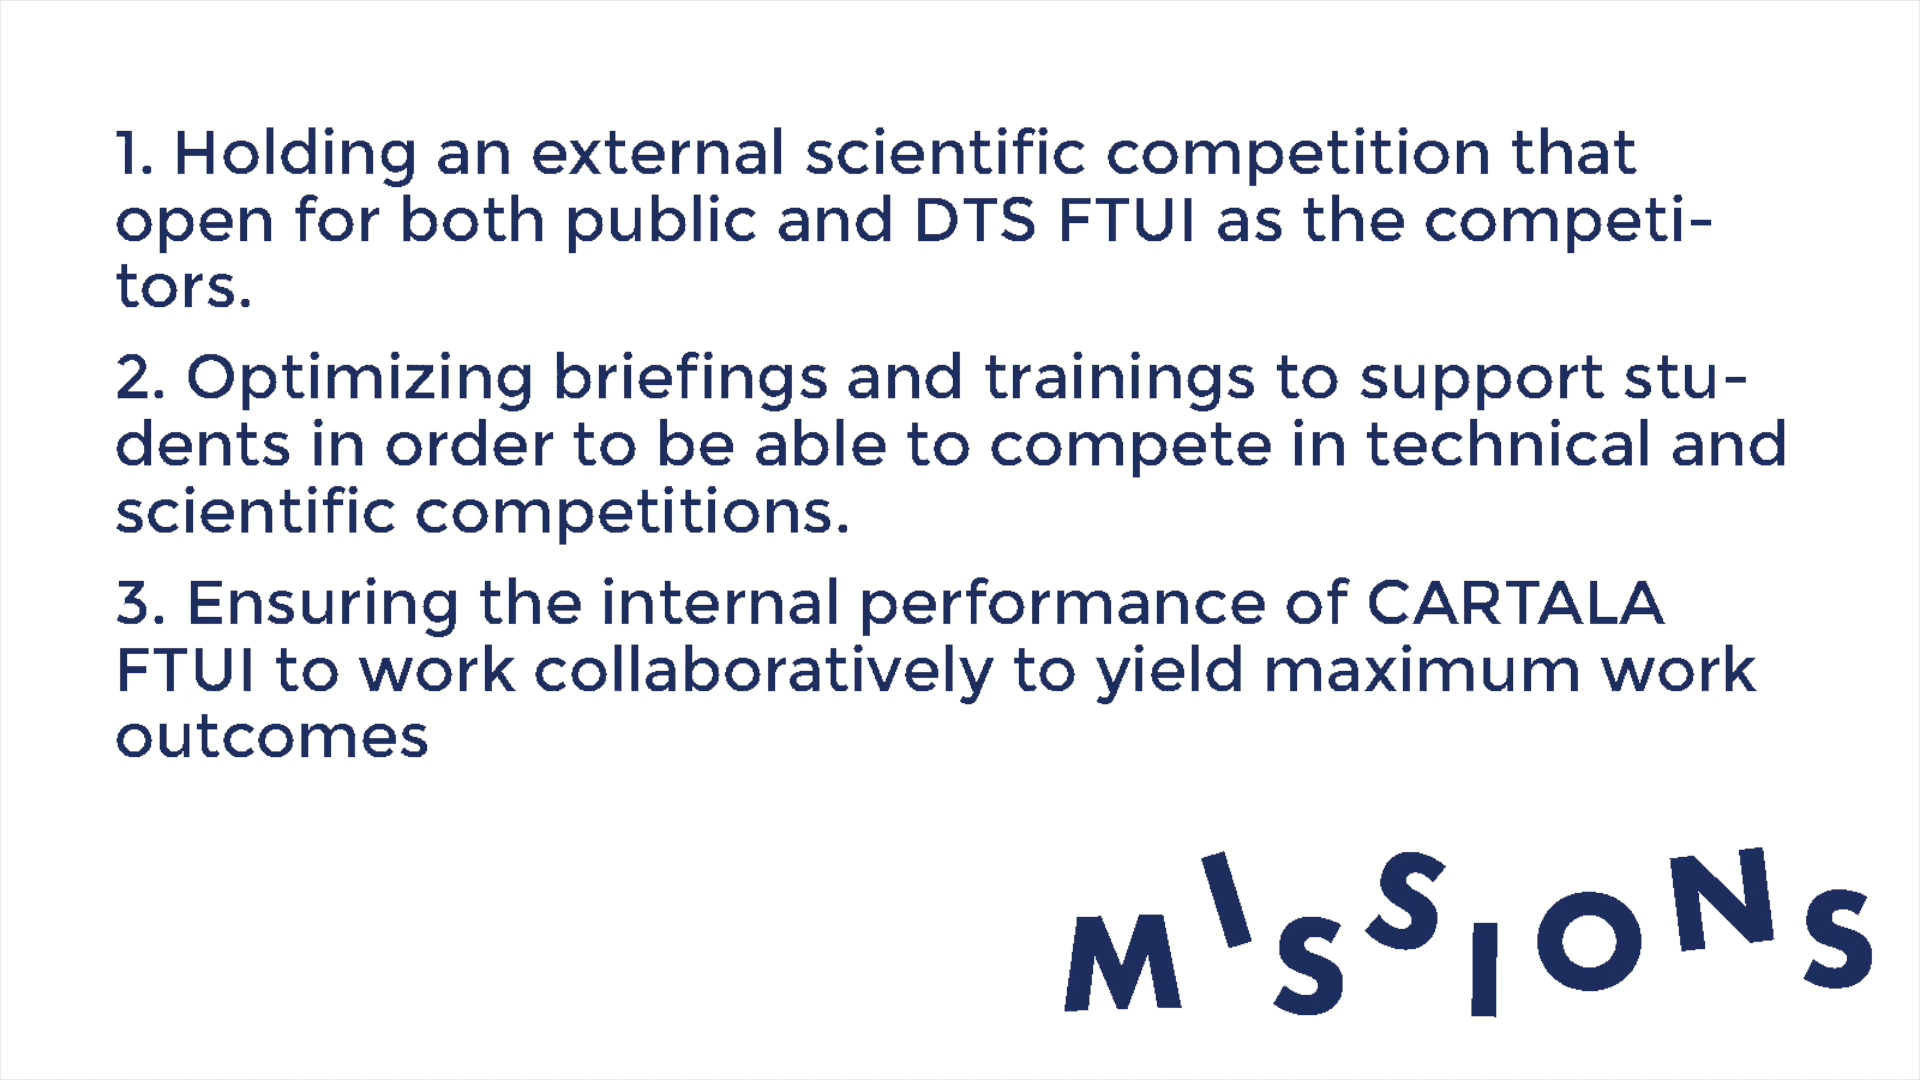 1. Holding an external scientific competition that
open for both public and DTS FTUI as the competi-
tors.
2. Optimizing briefings and trainings to support stu-
dents in order to be able to compete in technical and
scientific competitions.
3. Ensuring the internal performance of CARTALA
FTUI to work collaboratively to yield maximum work
outcomes
MISSIONS